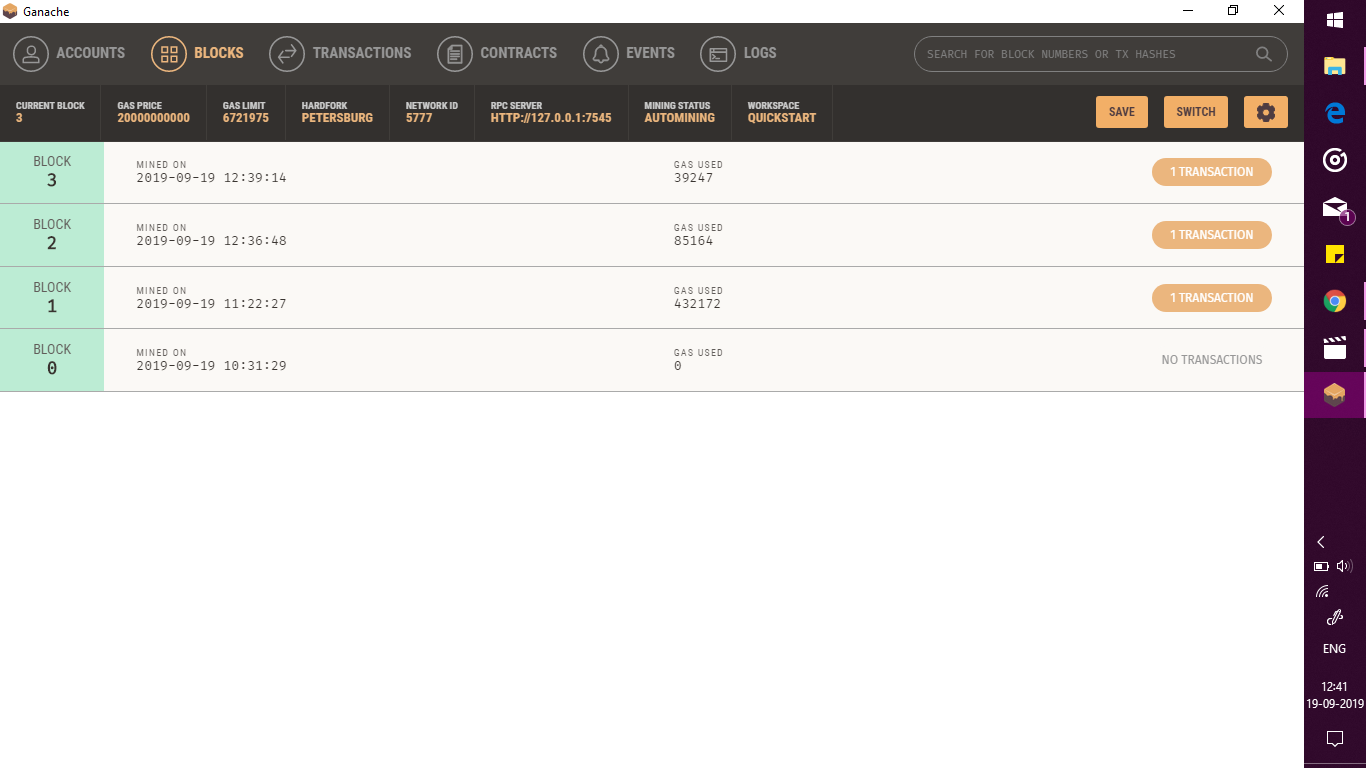 Ganache
ACCOUNTS BLOCKS TRANSACTIONS CONTRACTS EVENTS LOGS SEARCH FOR BLOCK NUMBERS OR TX HASHES
CURRENT BLOCK GAS PRICE GAS LIMIT HARDFORK NETWORK ID RPC SERVER MINING STATUS WORKSPACE
3 20000000000 6721975 PETERSBURG 5777 HTTP://127.0.0.1:7545 AUTOMINING QUICKSTART
SAVE SWITCH
BLOCK MINED ON GAS USED
3 2019-09-19 12:39:14 39247 1 TRANSACTION
BLOCK MINED ON GAS USED
2 2019-09-19 12:36:48 85164 1 TRANSACTION
BLOCK MINED ON GAS USED
1 2019-09-19 11:22:27 432172 1 TRANSACTION
BLOCK MINED ON GAS USED
0 2019-09-19 10:31:29 0 NO TRANSACTIONS
1
ENG
12:41
19-09-2019